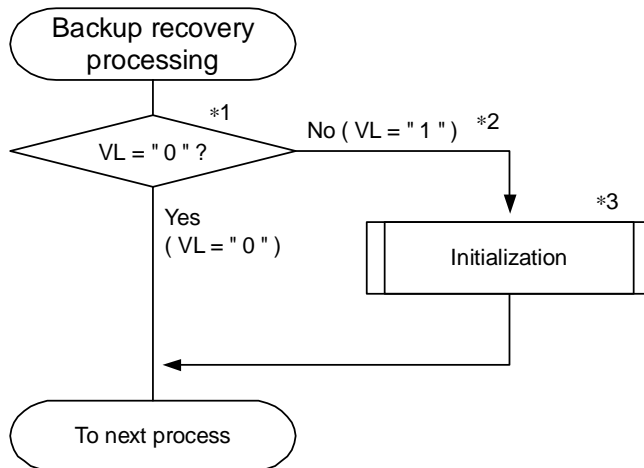 Backup recovery
processing
*1
VL = " 0 " ?
No ( VL = " 1 " )
*2
Yes
( VL = " 0 " )
*3
Initialization
To next process